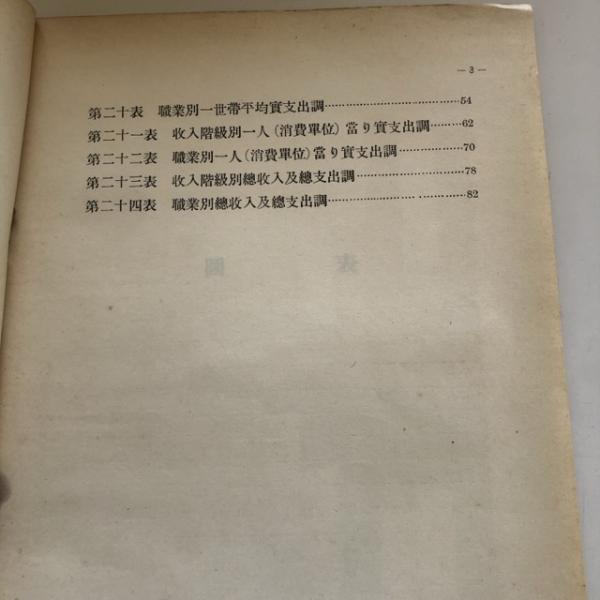 — 3 —
第二十表 職業別一世帶平均實支出調……………………………54
第二十一表 收入階級別一人(消費單位)當り實支出調…………62
第二十二表 職業別一人(消費單位)當り實支出調………………70
第二十三表 收入階級別總收入及總支出調………………………78
第二十四表 職業別總收入及總支出調……………………………82
圖 表